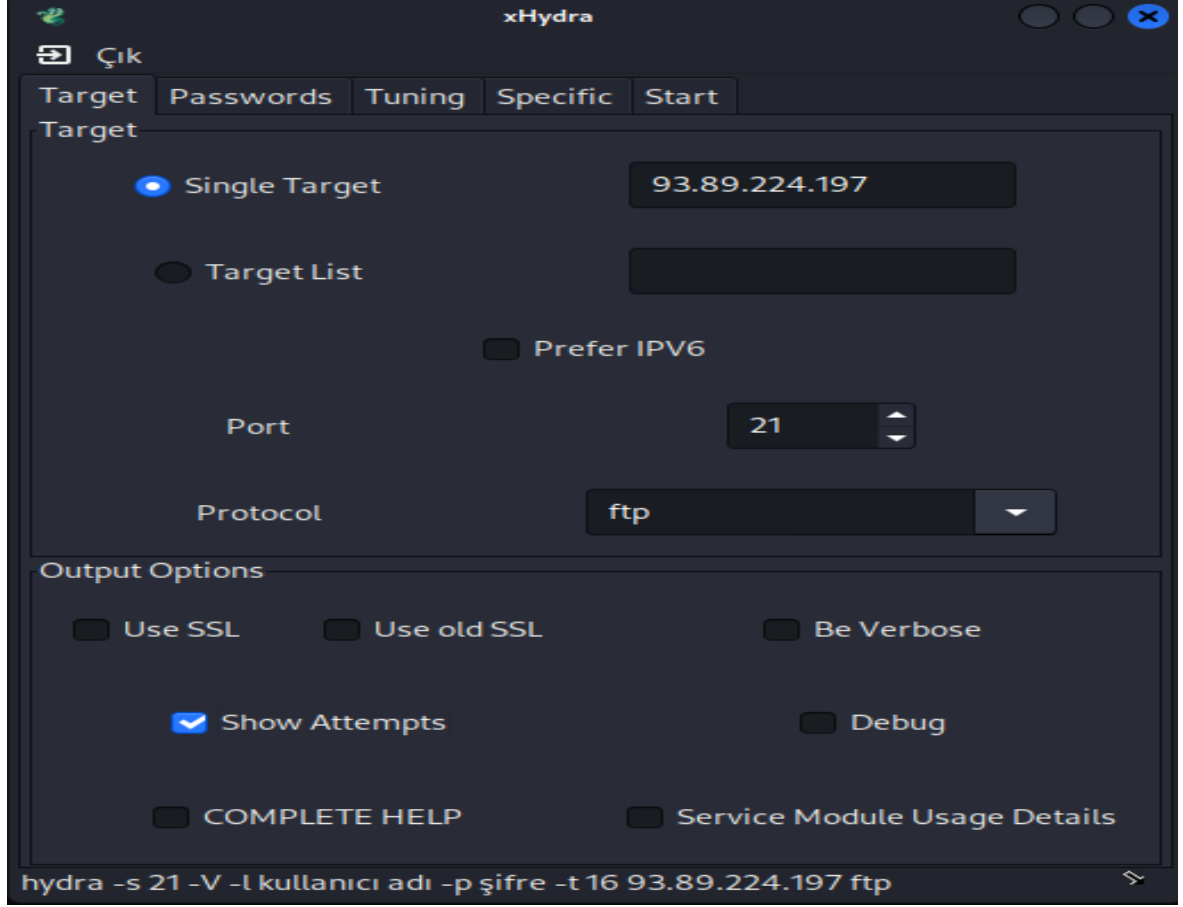 xHydra
Çık
Target Passwords Tuning Specific Start
Target
Single Target 93.89.224.197
Target List
Prefer IPV6
Port 21
Protocol ftp
Output Options
Use SSL Use old SSL Be Verbose
Show Attempts Debug
COMPLETE HELP Service Module Usage Details
hydra -s 21 -V -l kullanıcı adı -p şifre -t 16 93.89.224.197 ftp